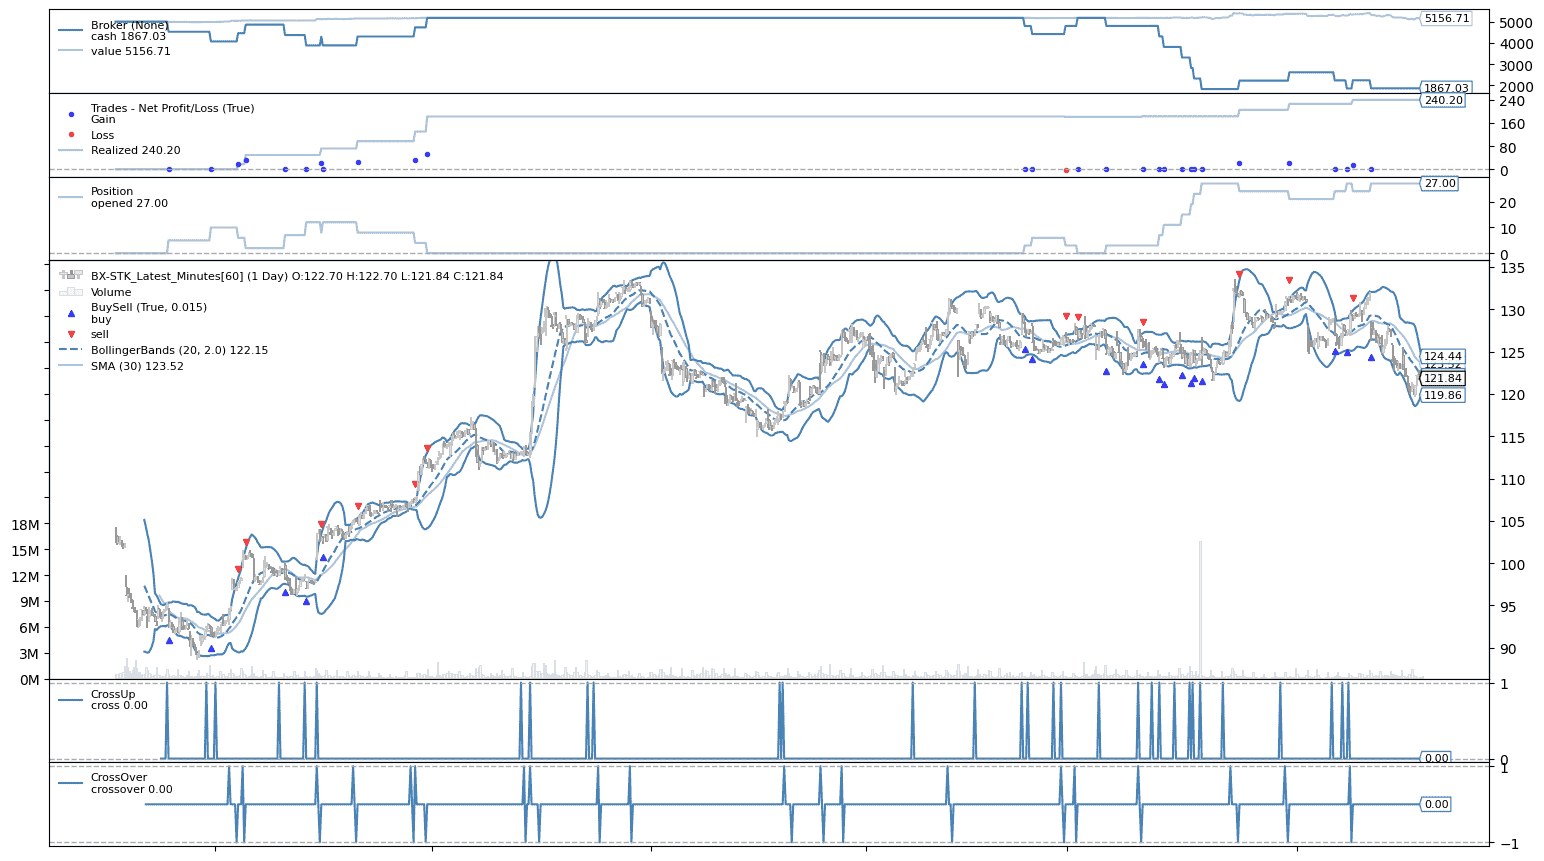 Broker (None)
cash 1867.03
value 5156.71
5156.71
5000
4000
3000
2000
1867.03
Trades - Net Profit/Loss (True)
Gain
Loss
Realized 240.20
240.20
240
160
80
0
Position
opened 27.00
27.00
20
10
0
BX-STK_Latest_Minutes[60] (1 Day) O:122.70 H:122.70 L:121.84 C:121.84
Volume
BuySell (True, 0.015)
buy
sell
BollingerBands (20, 2.0) 122.15
SMA (30) 123.52
135
130
125
124.44
121.84
120
119.86
115
110
105
100
95
90
18M
15M
12M
9M
6M
3M
0M
CrossUp
cross 0.00
1
0.00
0
CrossOver
crossover 0.00
1
0.00
−1